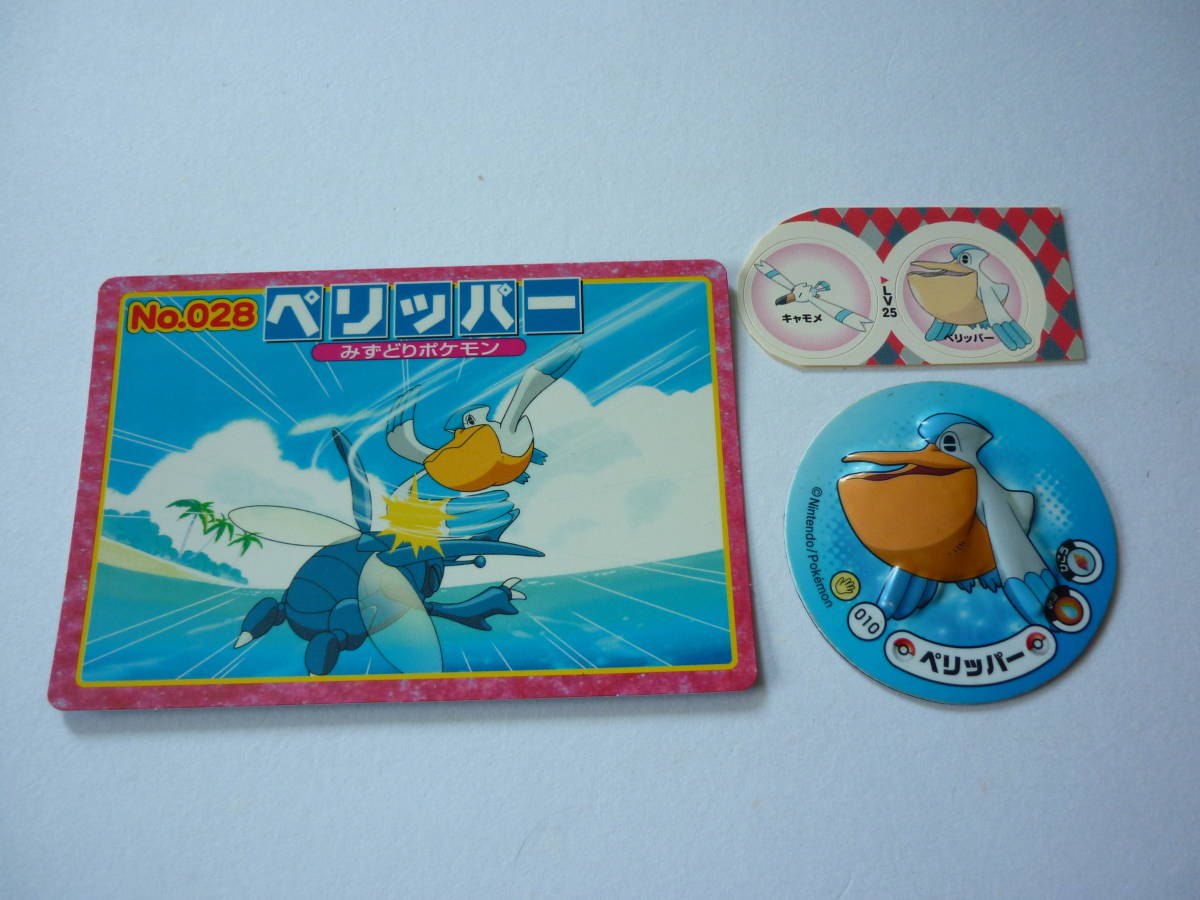 No.028 ペリッパー
みずどりポケモン
キャモメ
LV
25
ペリッパー
©Nintendo/Pokémon
010
ペリッパー